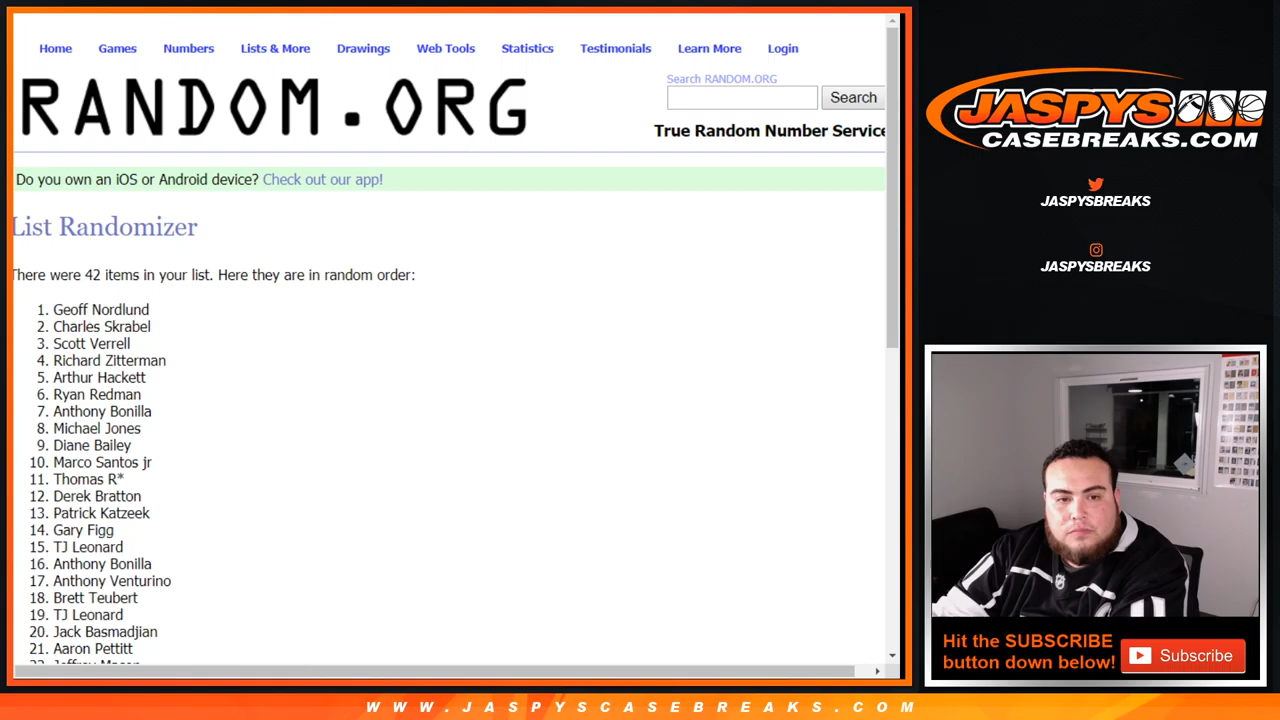 Home Games Numbers Lists & More Drawings Web Tools Statistics Testimonials Learn More Login
RANDOM.ORG
Search RANDOM.ORG
Search
True Random Number Service
Do you own an iOS or Android device? Check out our app!
List Randomizer
There were 42 items in your list. Here they are in random order:
1. Geoff Nordlund
2. Charles Skrabel
3. Scott Verrell
4. Richard Zitterman
5. Arthur Hackett
6. Ryan Redman
7. Anthony Bonilla
8. Michael Jones
9. Diane Bailey
10. Marco Santos jr
11. Thomas R*
12. Derek Bratton
13. Patrick Katzeek
14. Gary Figg
15. TJ Leonard
16. Anthony Bonilla
17. Anthony Venturino
18. Brett Teubert
19. TJ Leonard
20. Jack Basmadjian
21. Aaron Pettitt
JASPYS
CASEBREAKS.COM
JASPYSBREAKS
JASPYSBREAKS
Hit the SUBSCRIBE
button down below!
Subscribe
WWW.JASPYSCASEBREAKS.COM